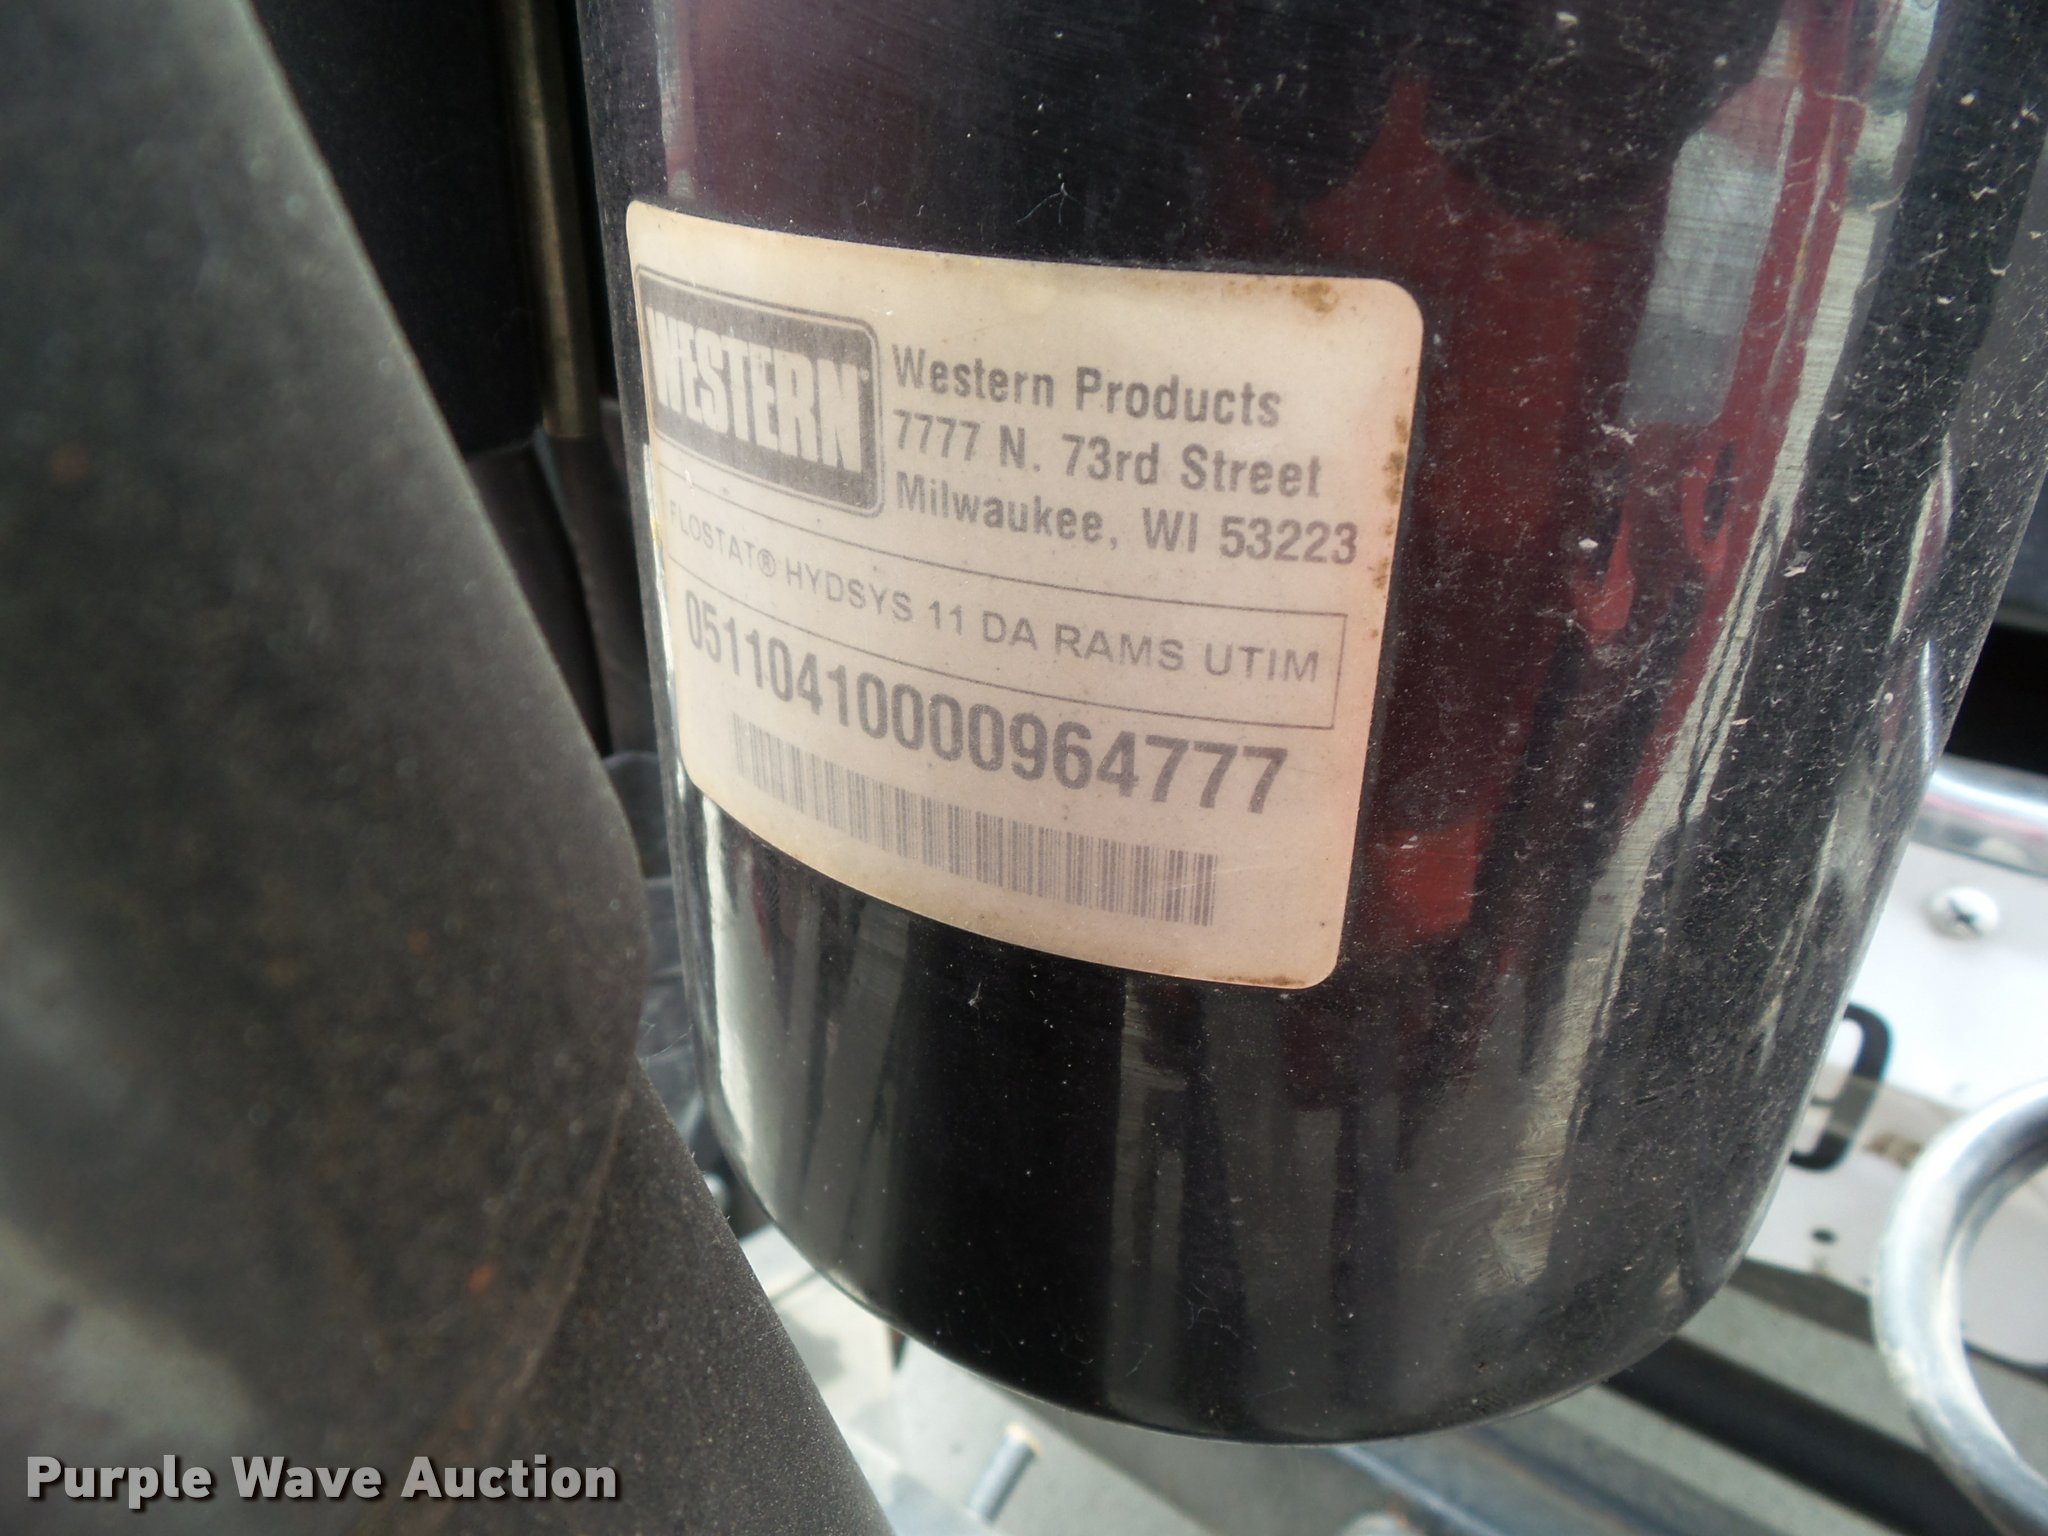 WESTERN®
Western Products
7777 N. 73rd Street
Milwaukee, WI 53223
FLOSTAT® HYDSYS 11 DA RAMS UTIM
05110410000964777
Purple Wave Auction